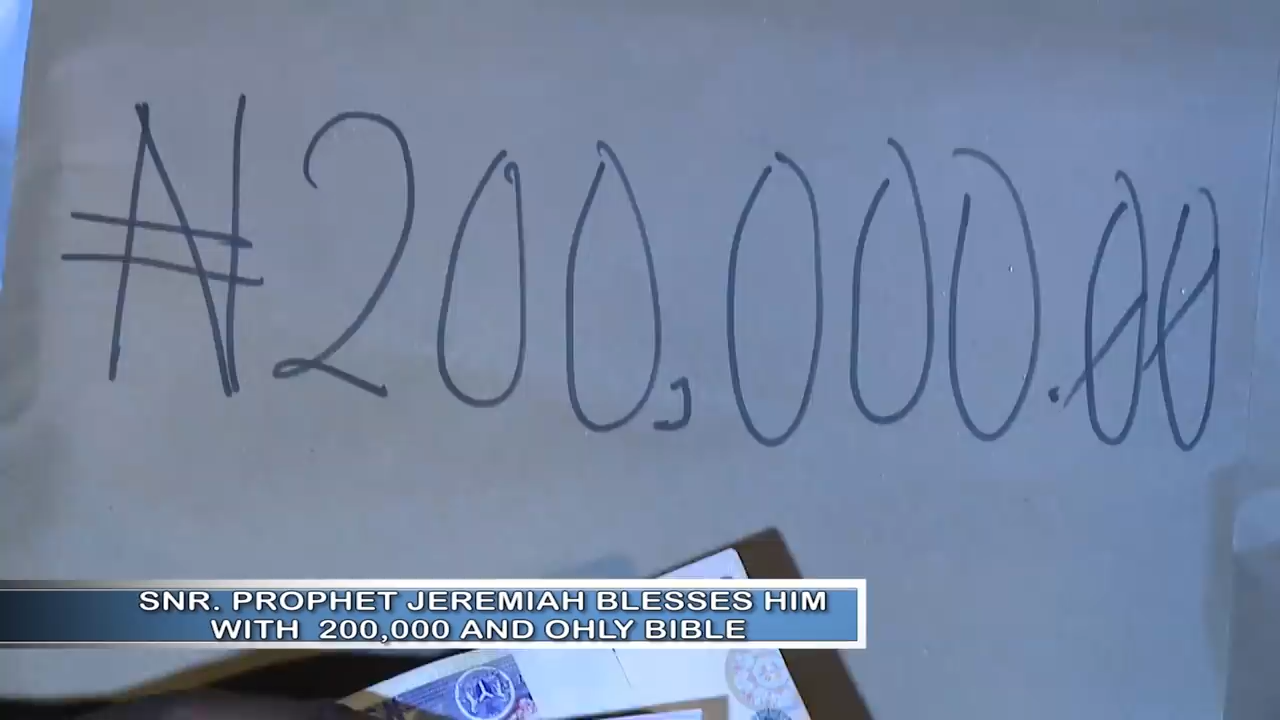 ₦200,000.00
SNR. PROPHET JEREMIAH BLESSES HIM
WITH 200,000 AND OHLY BIBLE